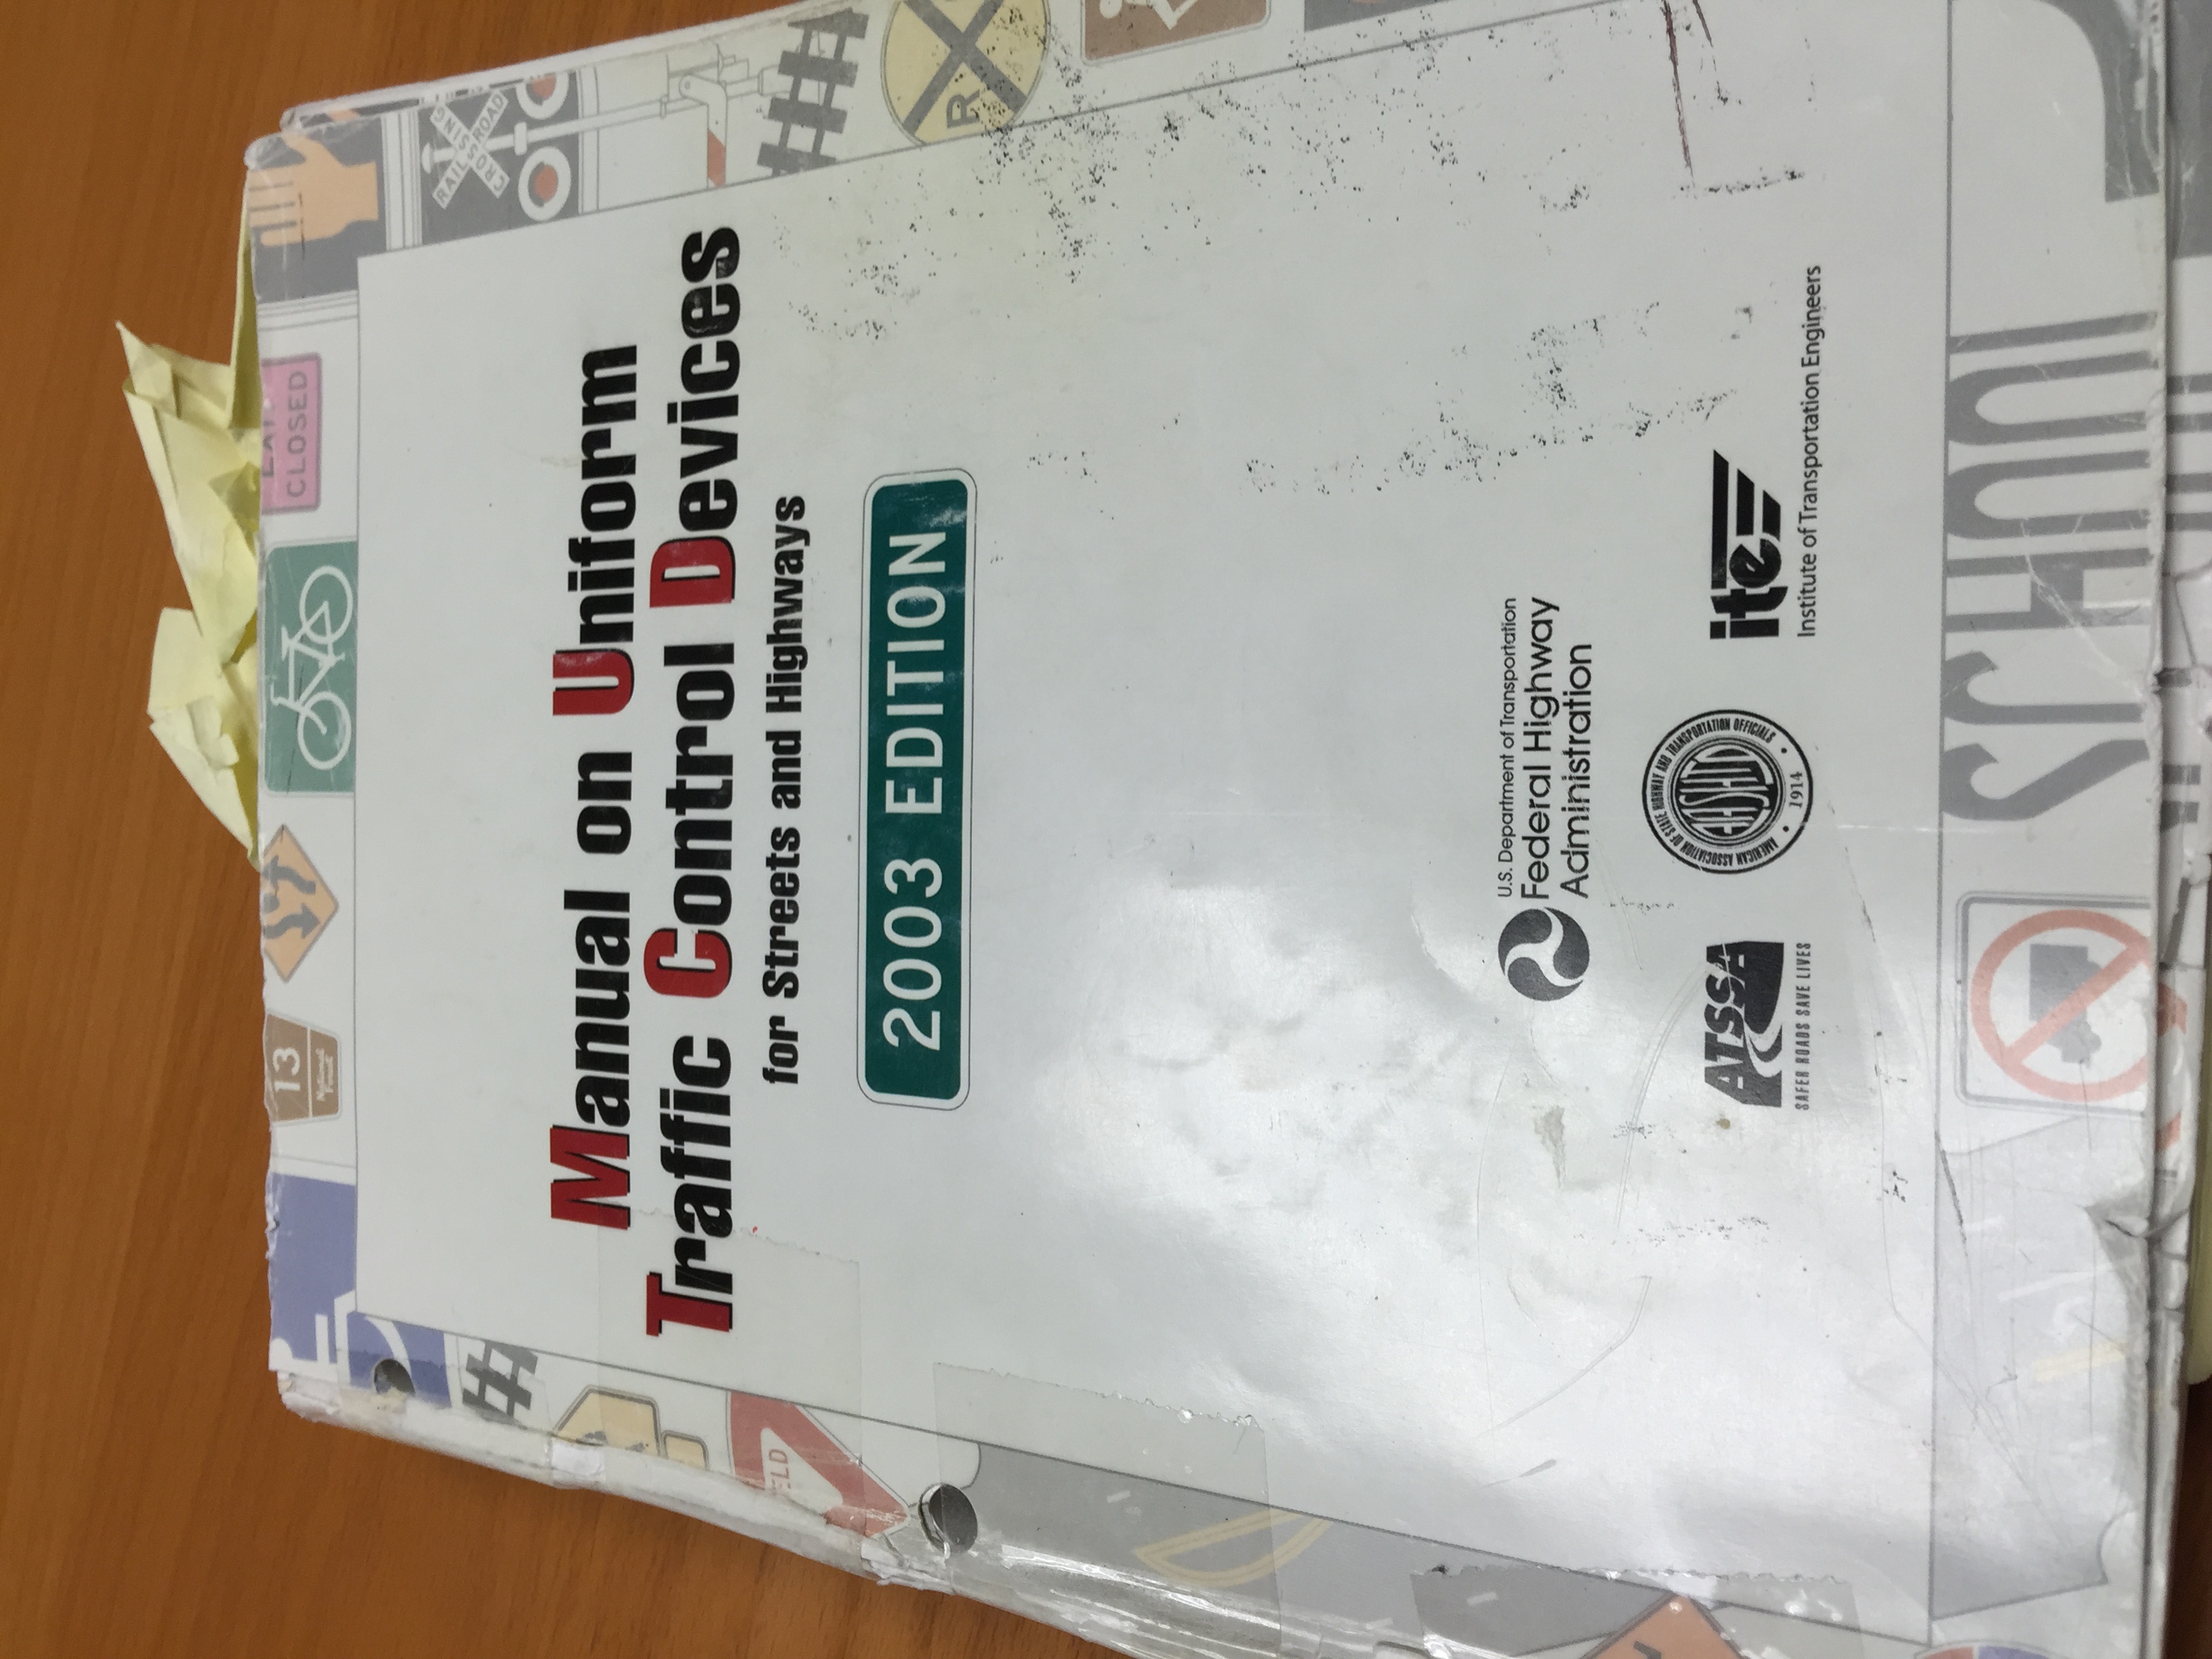 13
National
Forest
EXIT
CLOSED
RAILROAD
CROSSING
Manual on Uniform
Traffic Control Devices
for Streets and Highways
2003 EDITION
R
U.S. Department of Transportation
Federal Highway
Administration
ATSSA
SAFER ROADS SAVE LIVES
AMERICAN ASSOCIATION OF STATE HIGHWAY AND TRANSPORTATION OFFICIALS
AASHTO
1914
ite
Institute of Transportation Engineers
SCHOOL